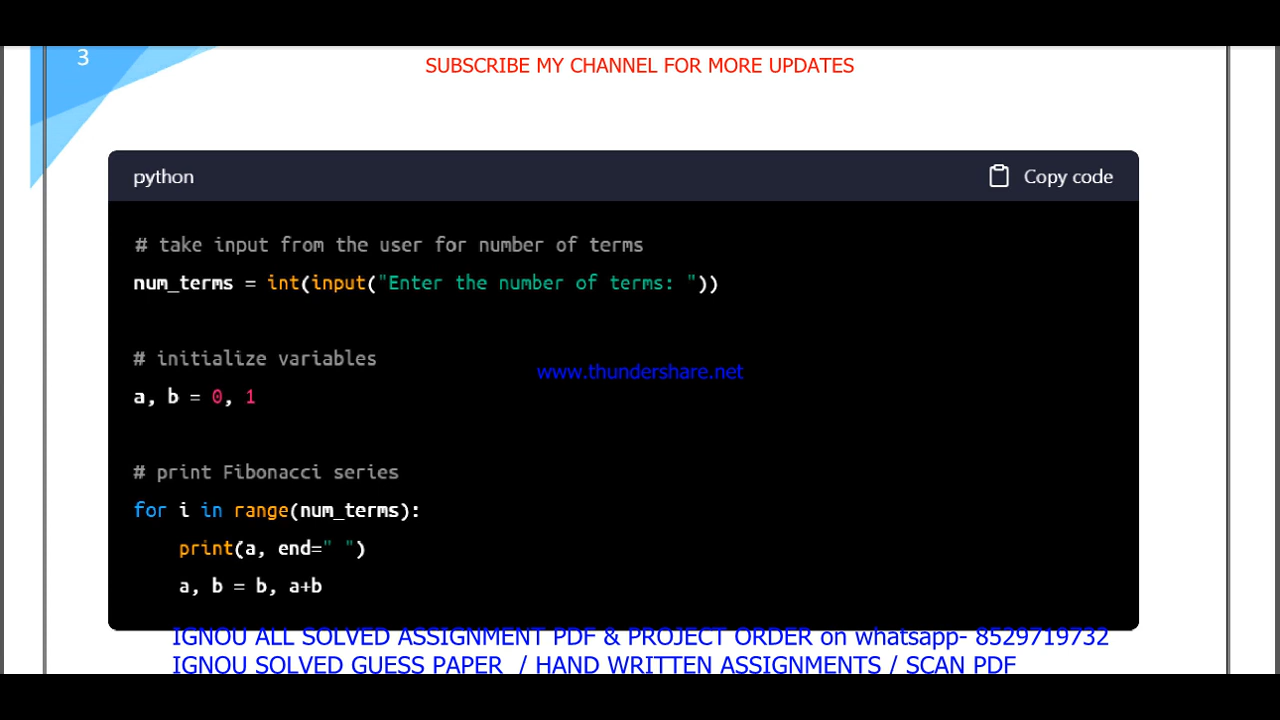 3
SUBSCRIBE MY CHANNEL FOR MORE UPDATES
python
Copy code
# take input from the user for number of terms
num_terms = int(input("Enter the number of terms: "))
# initialize variables
www.thundershare.net
a, b = 0, 1
# print Fibonacci series
for i in range(num_terms):
    print(a, end=" ")
    a, b = b, a+b
IGNOU ALL SOLVED ASSIGNMENT PDF & PROJECT ORDER on whatsapp- 8529719732
IGNOU SOLVED GUESS PAPER / HAND WRITTEN ASSIGNMENTS / SCAN PDF